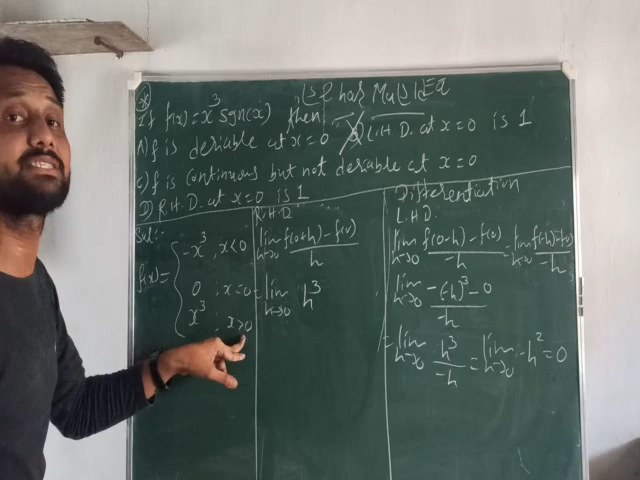 If f(x) = x³ sgn(x) then
A) f is deriable at x=0 B) L.H.D. at x=0 is 1
C) f is continuous but not deriable at x=0
D) R.H.D. at x=0 is 1
Sol:-
f(x) = { -x³ , x<0
0 ; x=0
x³ ; x>0
R.H.D.
lim h→0 f(0+h) - f(0) / h
= lim h→0 h³
Differentiation
L.H.D.
lim h→0 f(0-h) - f(0) / -h = lim h→0 f(-h) - f(0) / -h
lim h→0 -(-h)³ - 0 / -h
= lim h→0 h³ / -h = lim h→0 -h² = 0